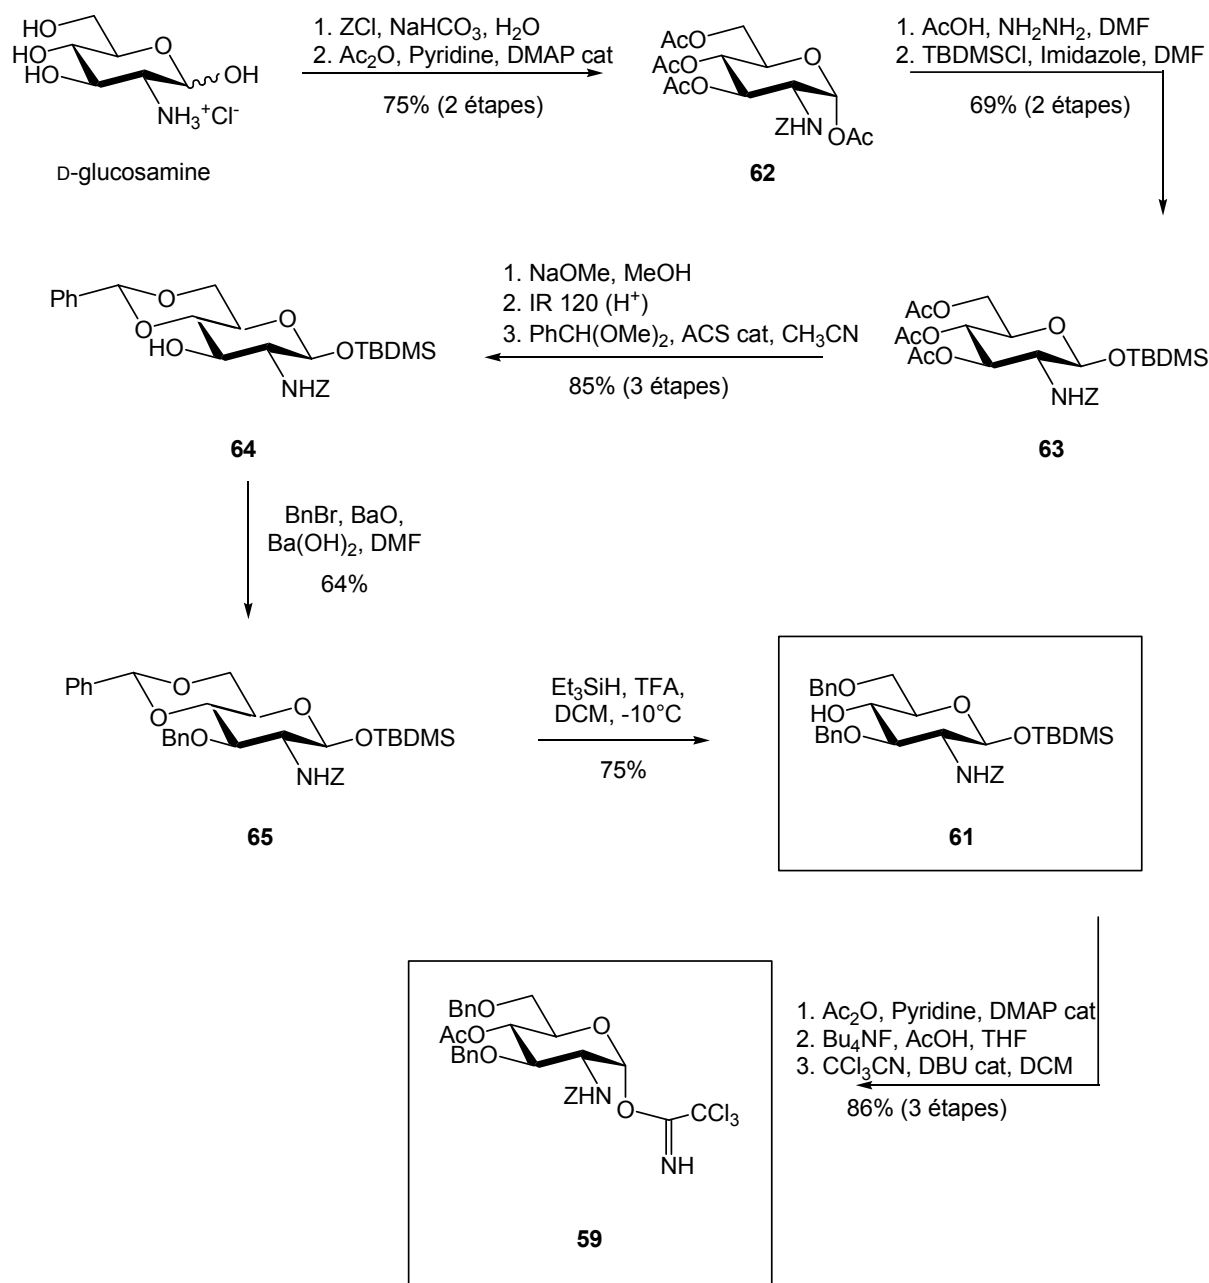 HO
HO
HO
O
OH
NH3+Cl-
D-glucosamine
1. ZCl, NaHCO3, H2O
2. Ac2O, Pyridine, DMAP cat
75% (2 étapes)
AcO
AcO
AcO
O
ZHN
OAc
62
1. AcOH, NH2NH2, DMF
2. TBDMSCl, Imidazole, DMF
69% (2 étapes)
Ph
O
O
HO
O
OTBDMS
NHZ
64
1. NaOMe, MeOH
2. IR 120 (H+)
3. PhCH(OMe)2, ACS cat, CH3CN
85% (3 étapes)
AcO
AcO
AcO
O
OTBDMS
NHZ
63
BnBr, BaO,
Ba(OH)2, DMF
64%
Ph
O
O
BnO
O
OTBDMS
NHZ
65
Et3SiH, TFA,
DCM, -10°C
75%
BnO
HO
BnO
O
OTBDMS
NHZ
61
BnO
AcO
BnO
O
ZHN
O
CCl3
NH
59
1. Ac2O, Pyridine, DMAP cat
2. Bu4NF, AcOH, THF
3. CCl3CN, DBU cat, DCM
86% (3 étapes)